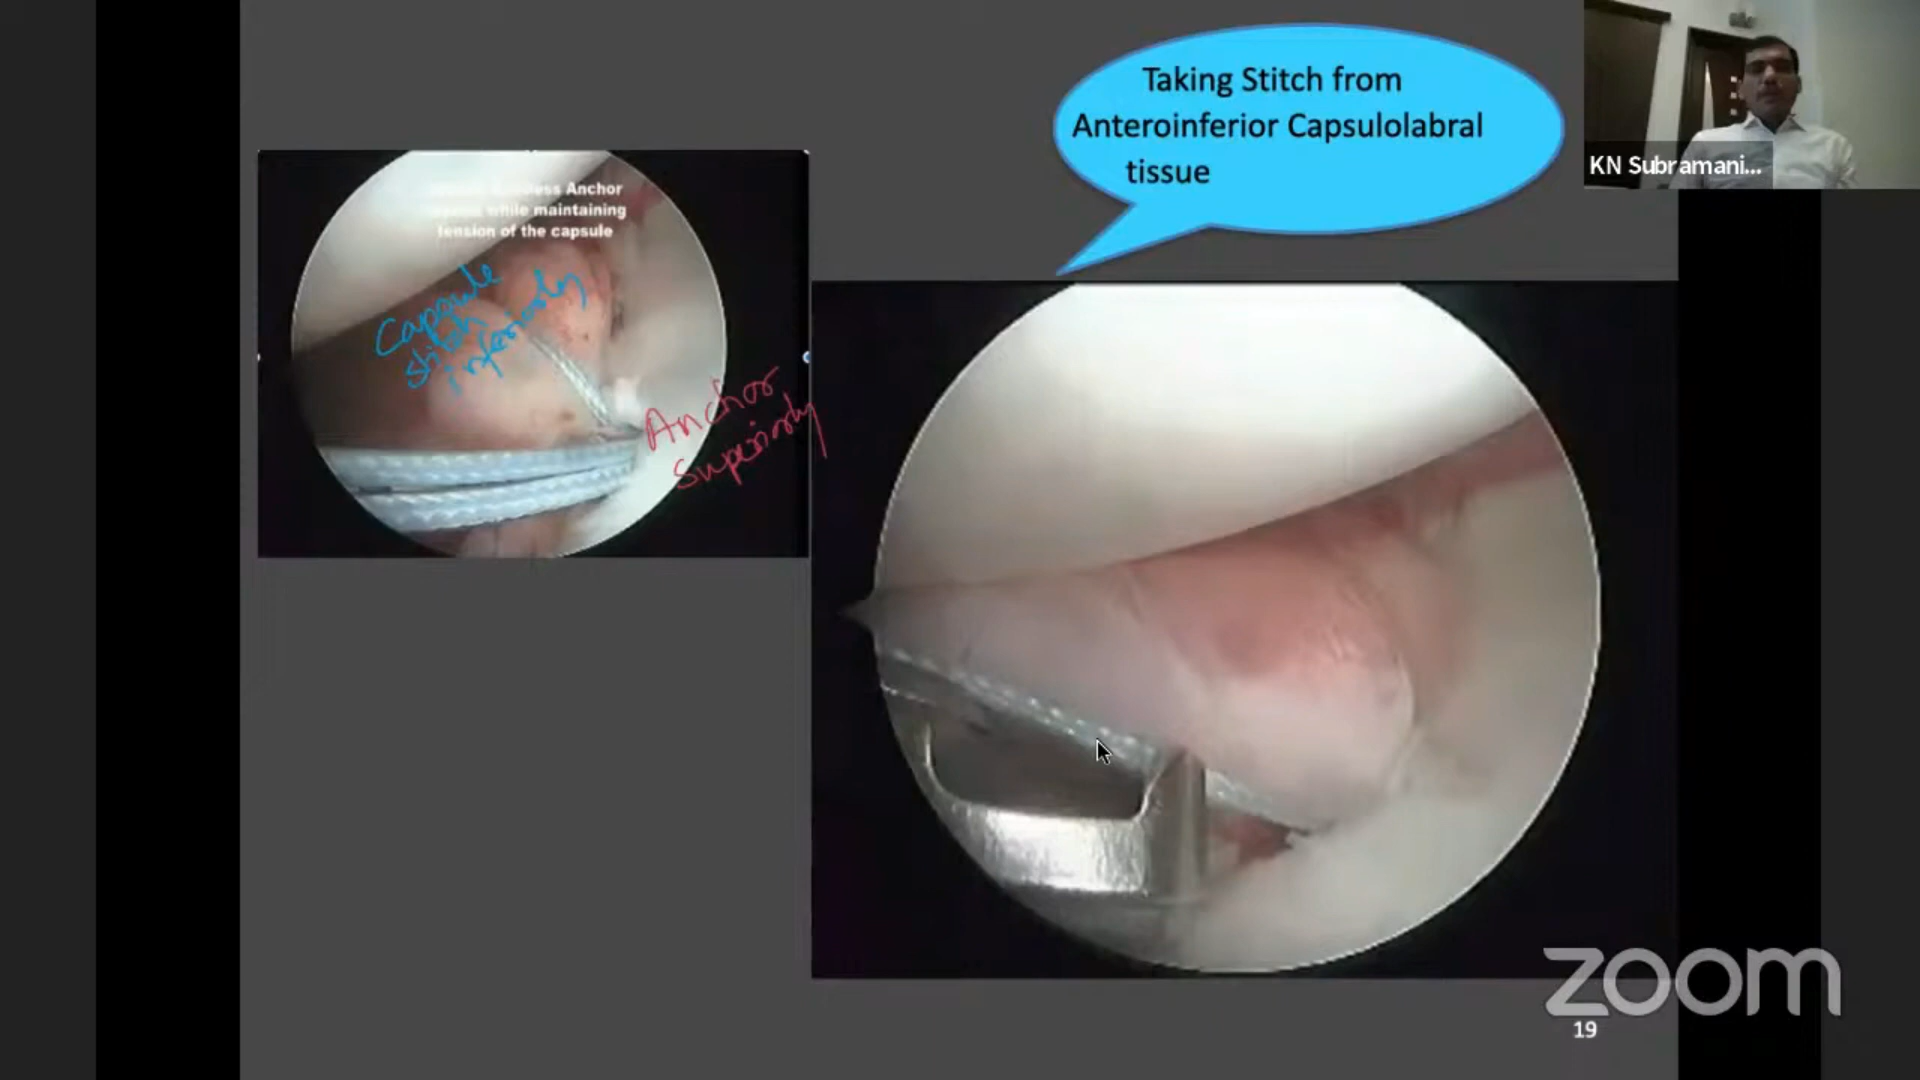 Taking Stitch from
Anteroinferior Capsulolabral
tissue
KN Subramani...
Anchor
while maintaining
tension of the capsule
Capsule
stitch
inferiorly
Anchor
Superiorly
zoom
19